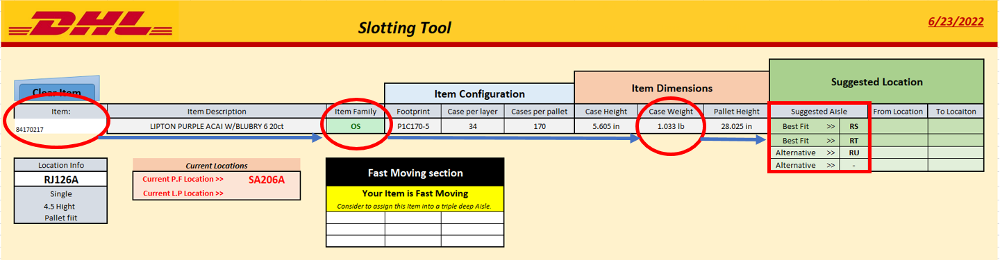 DHL
Slotting Tool
6/23/2022
Clear Item
Item Configuration
Item Dimensions
Suggested Location
Item: Item Description Item Family Footprint Case per layer Cases per pallet Case Height Case Weight Pallet Height Suggested Aisle From Location To Locaiton
84170217 LIPTON PURPLE ACAI W/BLUBRY 6 20ct OS P1C170-5 34 170 5.605 in 1.033 lb 28.025 in Best Fit >> RS
Best Fit >> RT
Alternative >> RU
Alternative >> -
Location Info
RJ126A
Single
4.5 Hight
Pallet fiit
Current Locations
Current P.F Location >> SA206A
Current L.P Location >>
Fast Moving section
Your Item is Fast Moving
Consider to assign this Item into a triple deep Aisle.